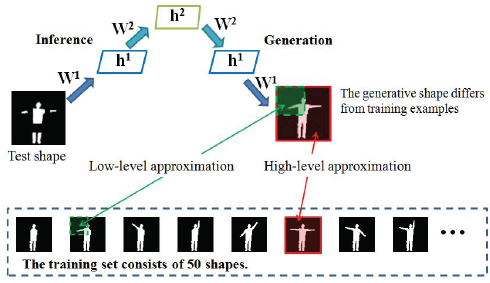 h²
W²
W²
Inference
Generation
h¹
h¹
W¹
W¹
The generative shape differs
from training examples
Test shape
Low-level approximation
High-level approximation
The training set consists of 50 shapes.